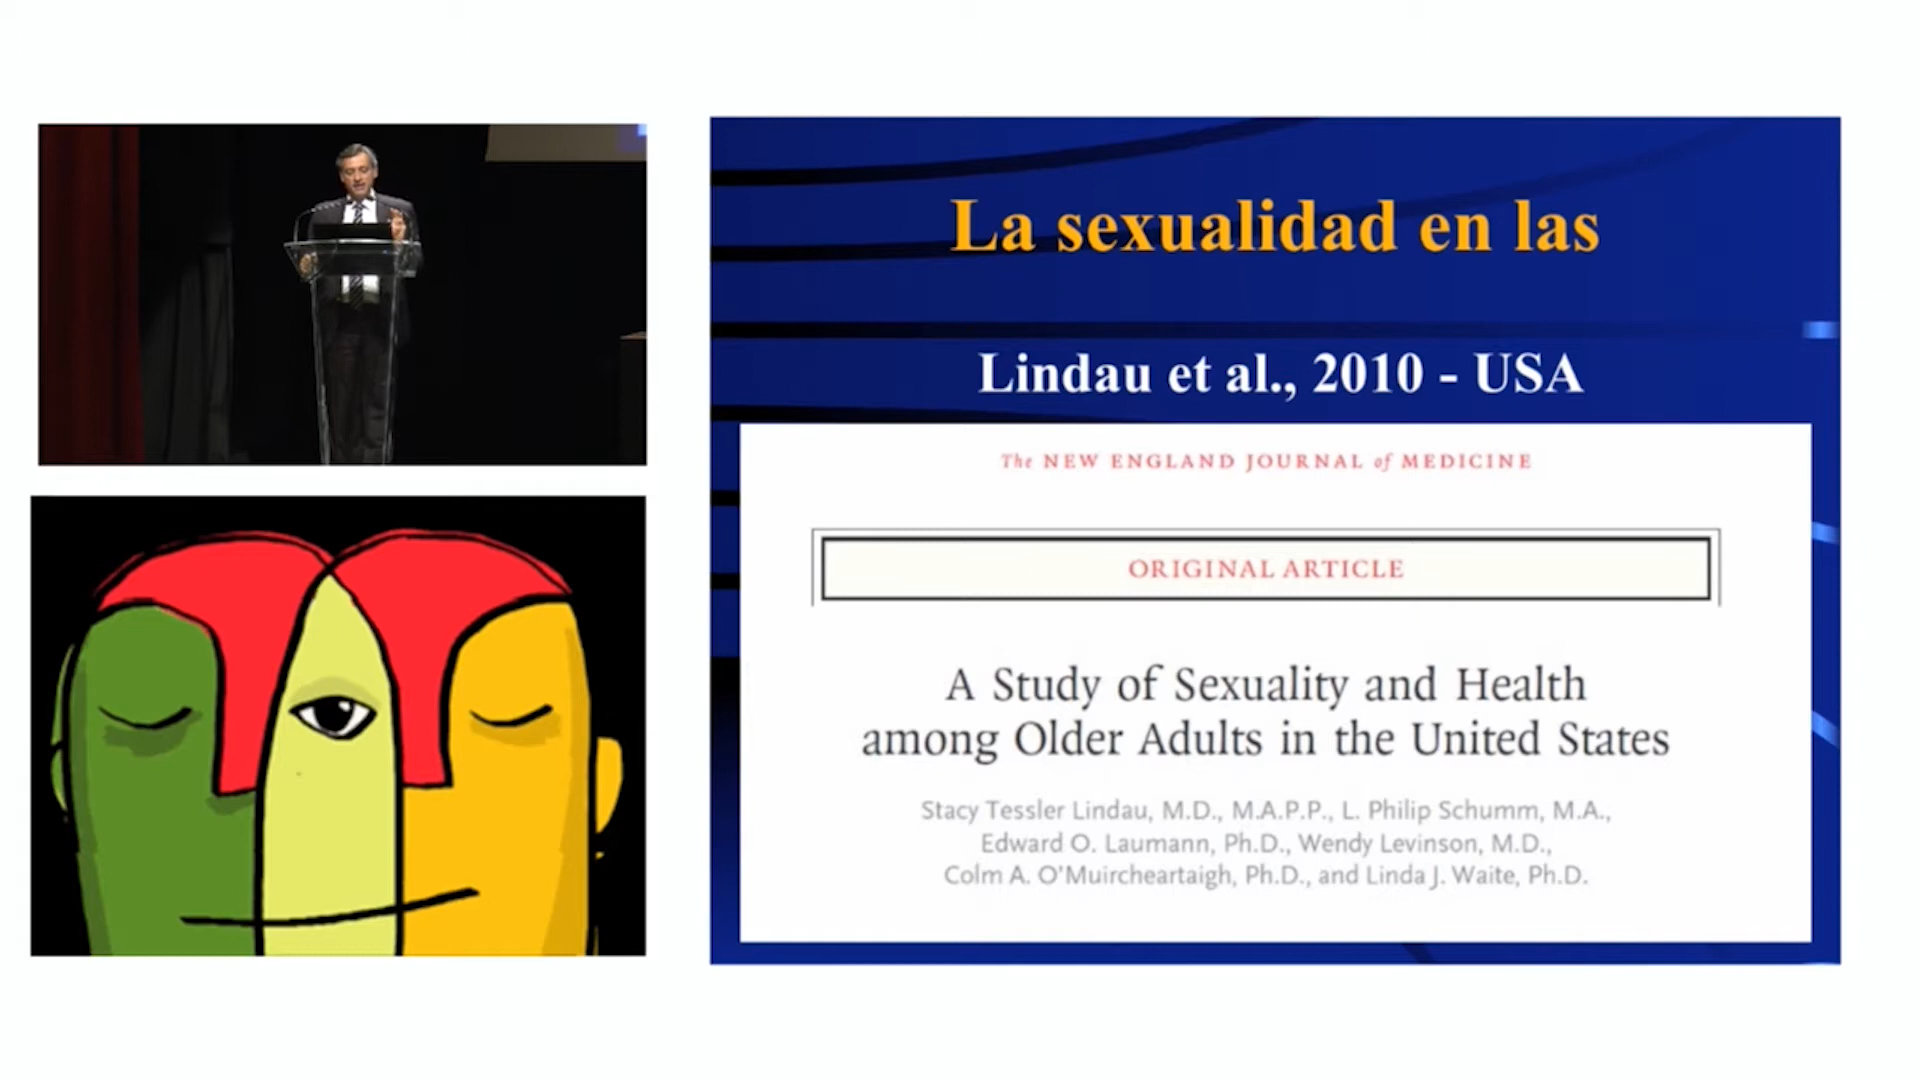 La sexualidad en las
Lindau et al., 2010 - USA
The NEW ENGLAND JOURNAL of MEDICINE
ORIGINAL ARTICLE
A Study of Sexuality and Health
among Older Adults in the United States
Stacy Tessler Lindau, M.D., M.A.P.P., L. Philip Schumm, M.A.,
Edward O. Laumann, Ph.D., Wendy Levinson, M.D.,
Colm A. O'Muircheartaigh, Ph.D., and Linda J. Waite, Ph.D.